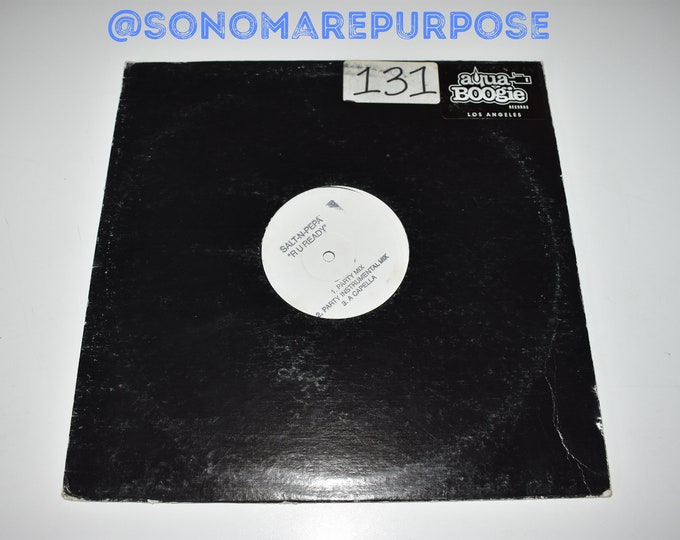 @SONOMAREPURPOSE
131
aqua
BOOgie
RECORDS
LOS ANGELES
SALT-N-PEPA
"R U READY"
1. PARTY MIX
2. PARTY INSTRUMENTAL MIX
3. A CAPELLA